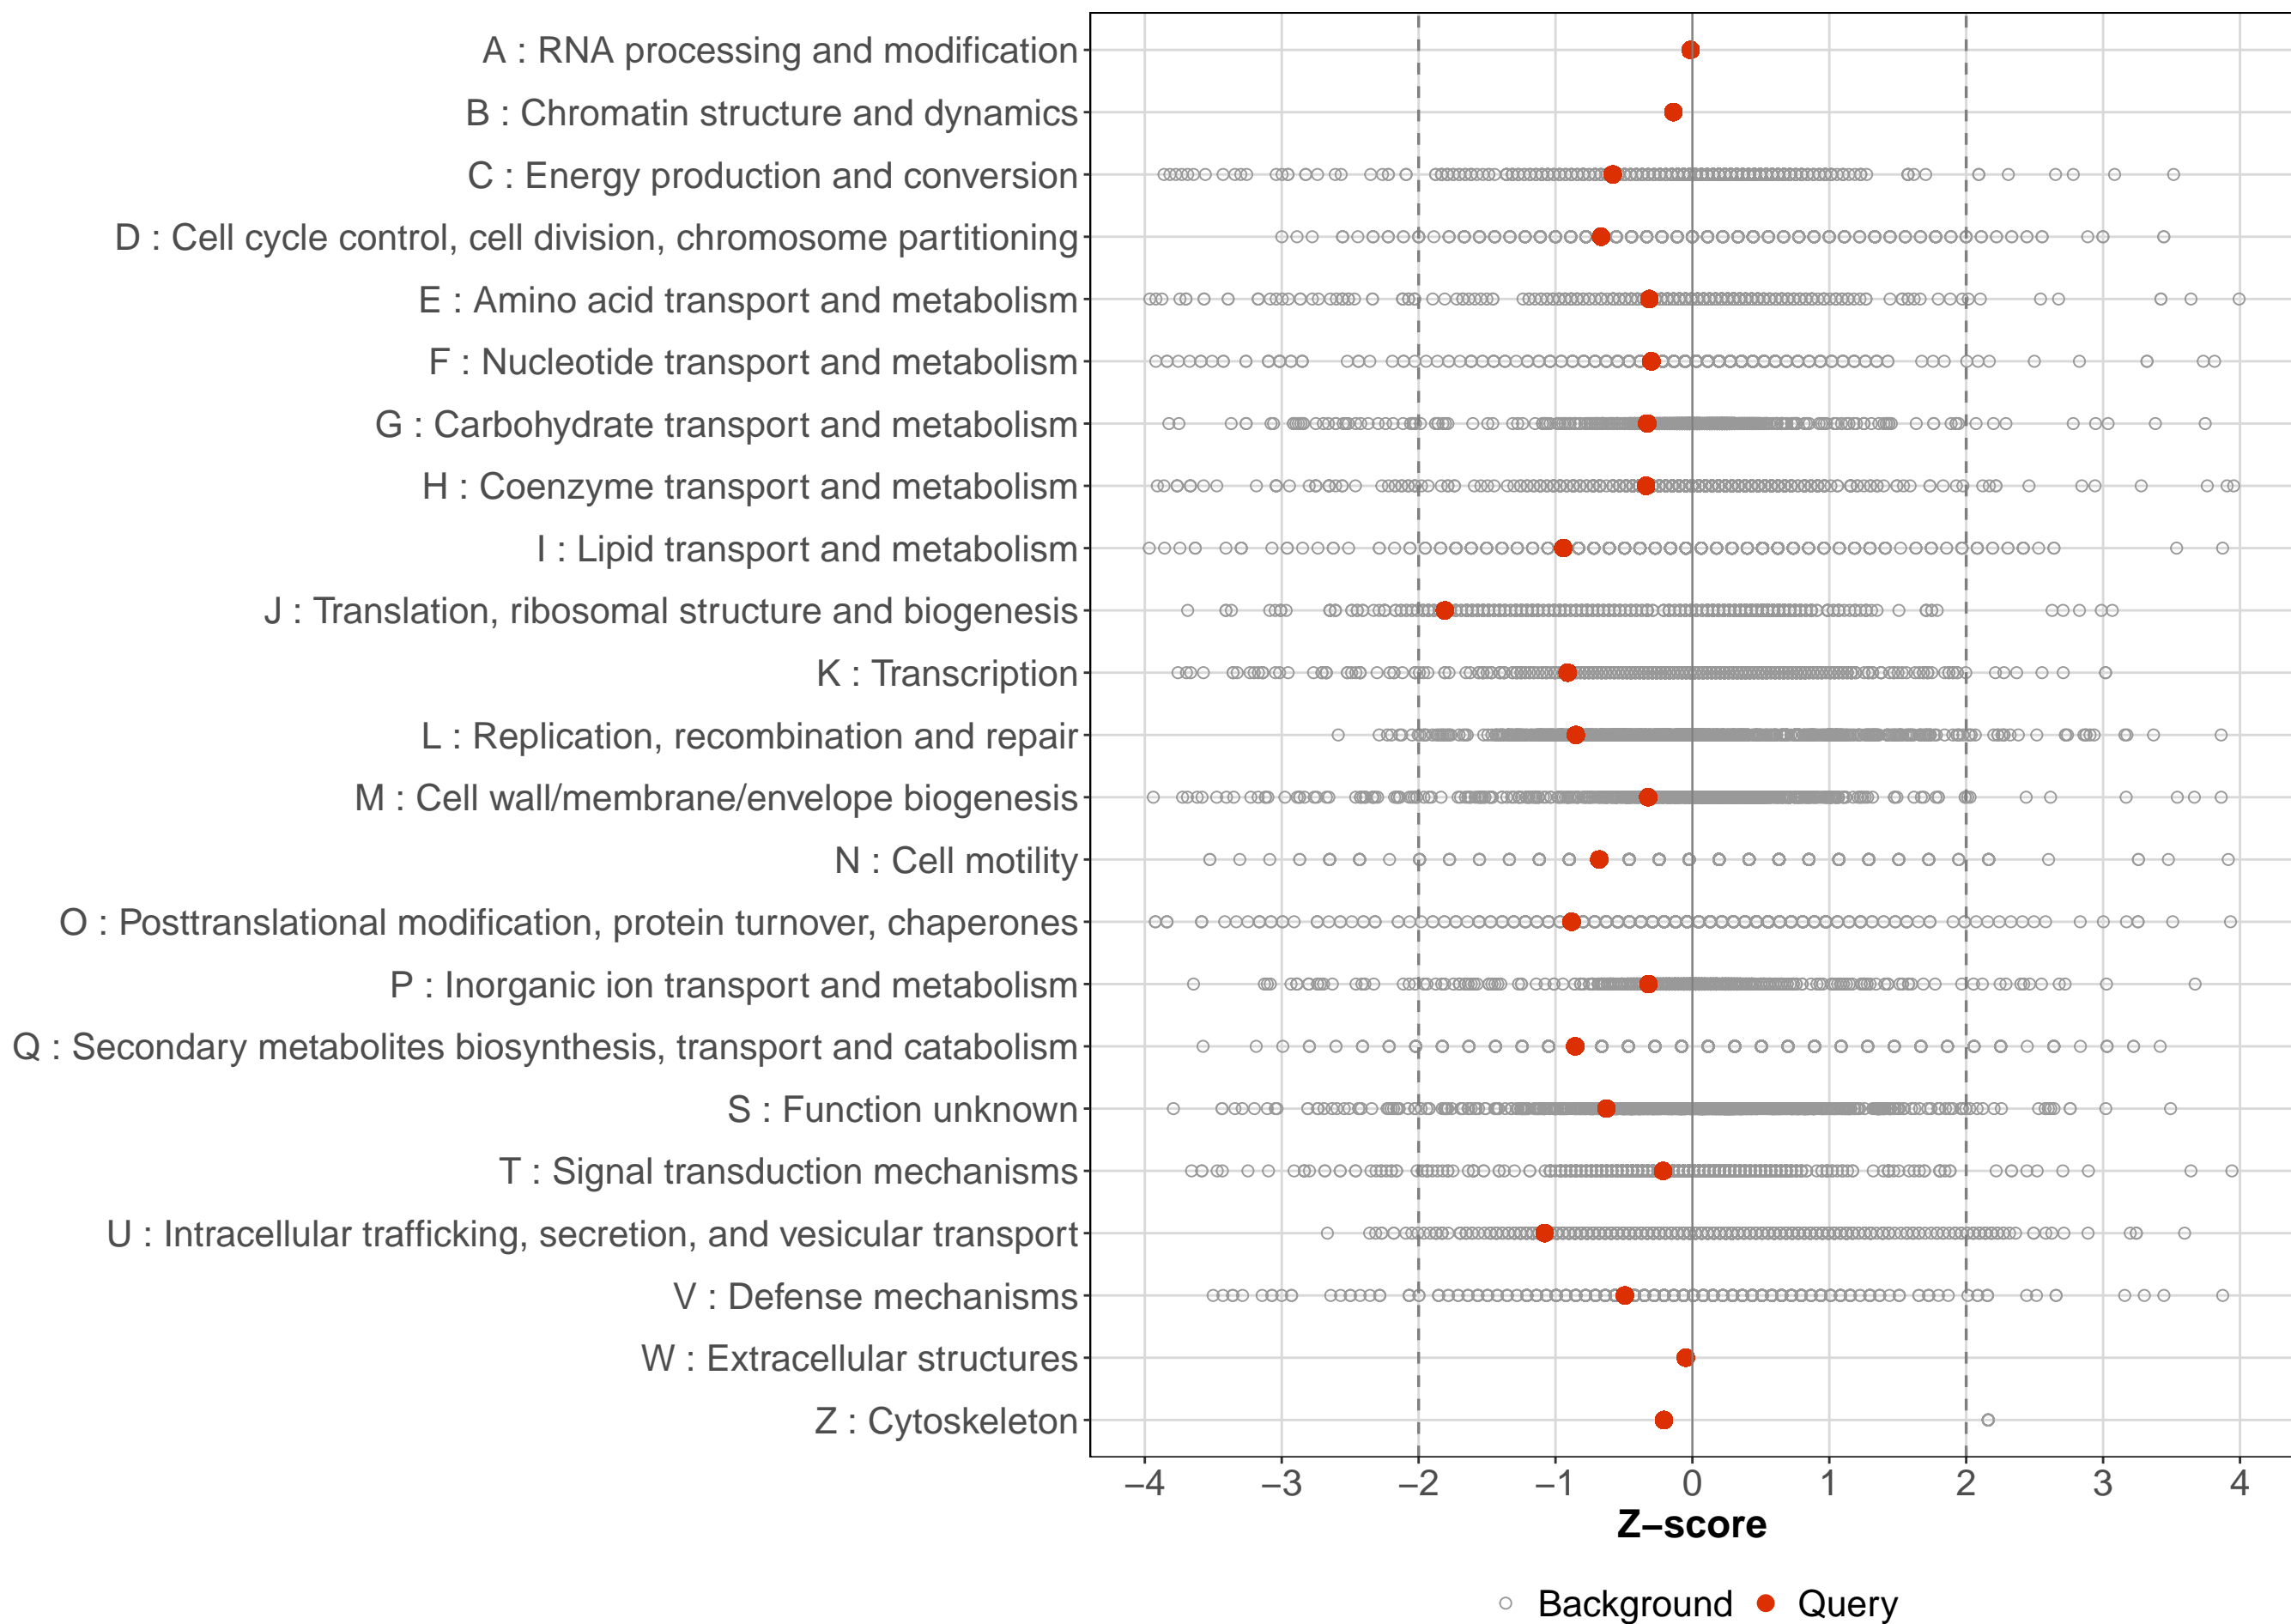 A : RNA processing and modification
B : Chromatin structure and dynamics
C : Energy production and conversion
D : Cell cycle control, cell division, chromosome partitioning
E : Amino acid transport and metabolism
F : Nucleotide transport and metabolism
G : Carbohydrate transport and metabolism
H : Coenzyme transport and metabolism
I : Lipid transport and metabolism
J : Translation, ribosomal structure and biogenesis
K : Transcription
L : Replication, recombination and repair
M : Cell wall/membrane/envelope biogenesis
N : Cell motility
O : Posttranslational modification, protein turnover, chaperones
P : Inorganic ion transport and metabolism
Q : Secondary metabolites biosynthesis, transport and catabolism
S : Function unknown
T : Signal transduction mechanisms
U : Intracellular trafficking, secretion, and vesicular transport
V : Defense mechanisms
W : Extracellular structures
Z : Cytoskeleton
−4 −3 −2 −1 0 1 2 3 4
Z−score
Background Query